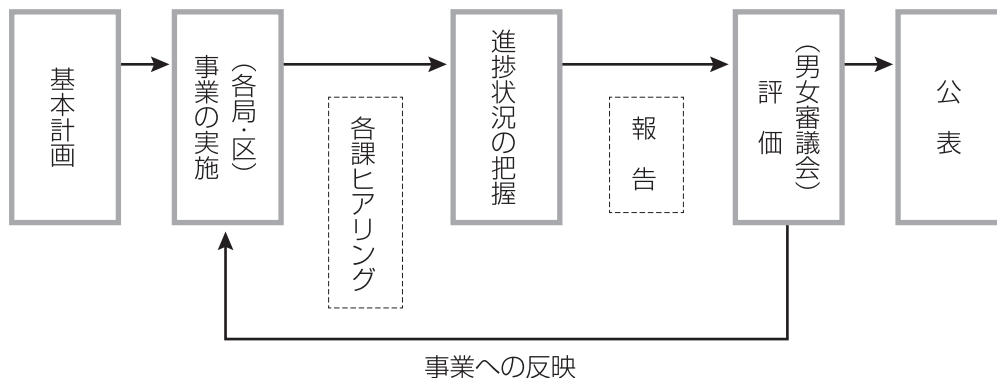 基本計画
事業の実施
（各局・区）
各課ヒアリング
進捗状況の把握
報告
評価
（男女審議会）
公表
事業への反映